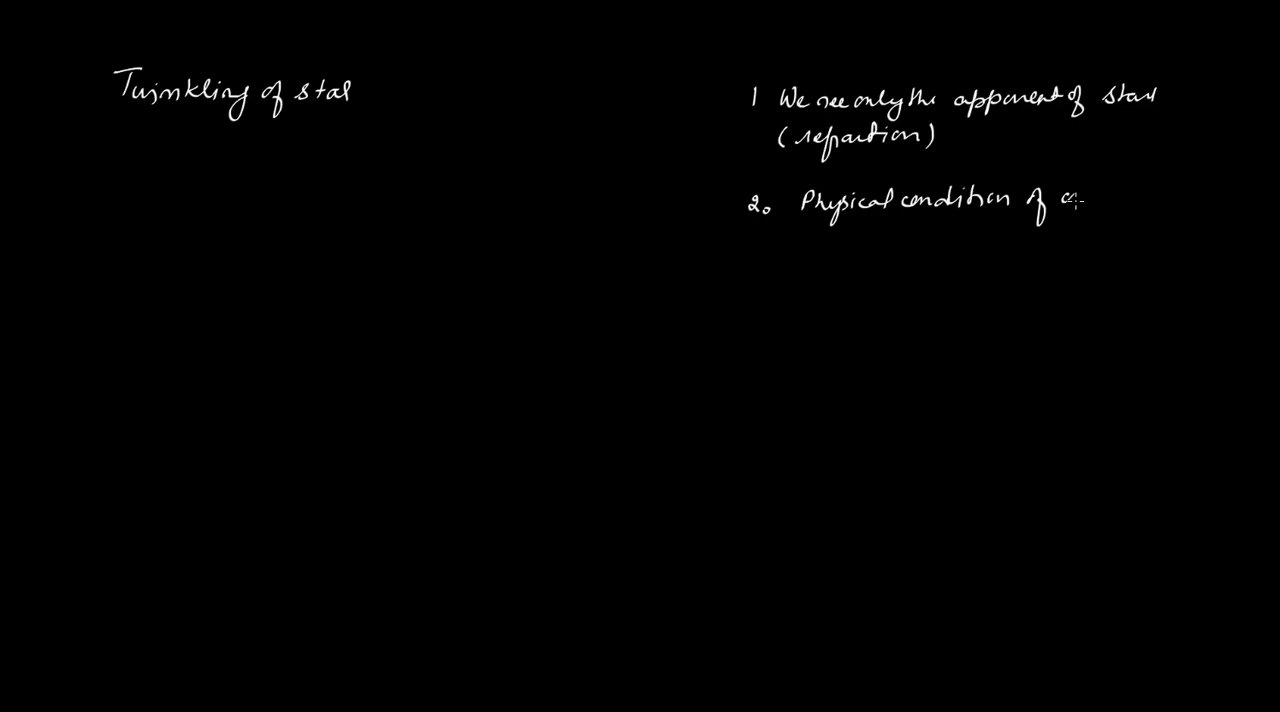 Twinkling of star
1 We see only the apparent of star
(refraction)
2. Physical condition of a